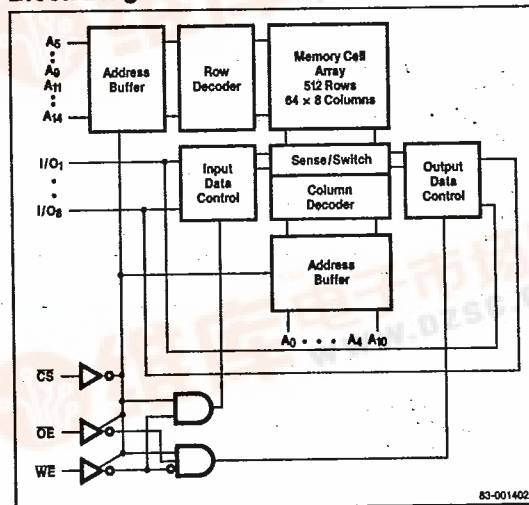 A5
A9
A11
A14
Address
Buffer
Row
Decoder
Memory Cell
Array
512 Rows
64 × 8 Columns
I/O1
I/O8
Input
Data
Control
Sense/Switch
Column
Decoder
Output
Data
Control
Address
Buffer
A0 • • • • A4 A10
CS
OE
WE
83-001402